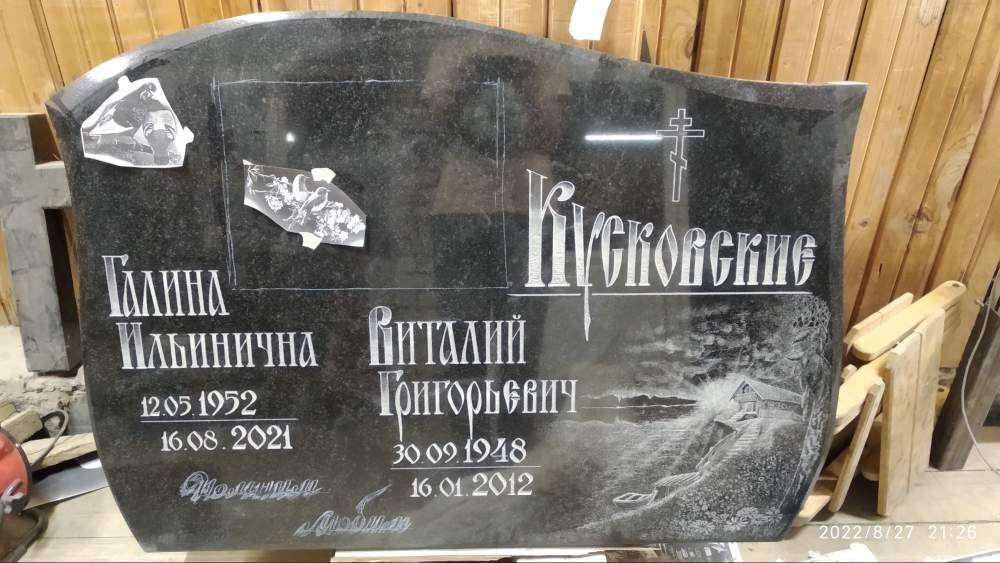 Кусковские
Галина
Ильинична
12.05.1952
16.08.2021
Виталий
Григорьевич
30.09.1948
16.01.2012
Помним
Любим
2022/8/27 21:26